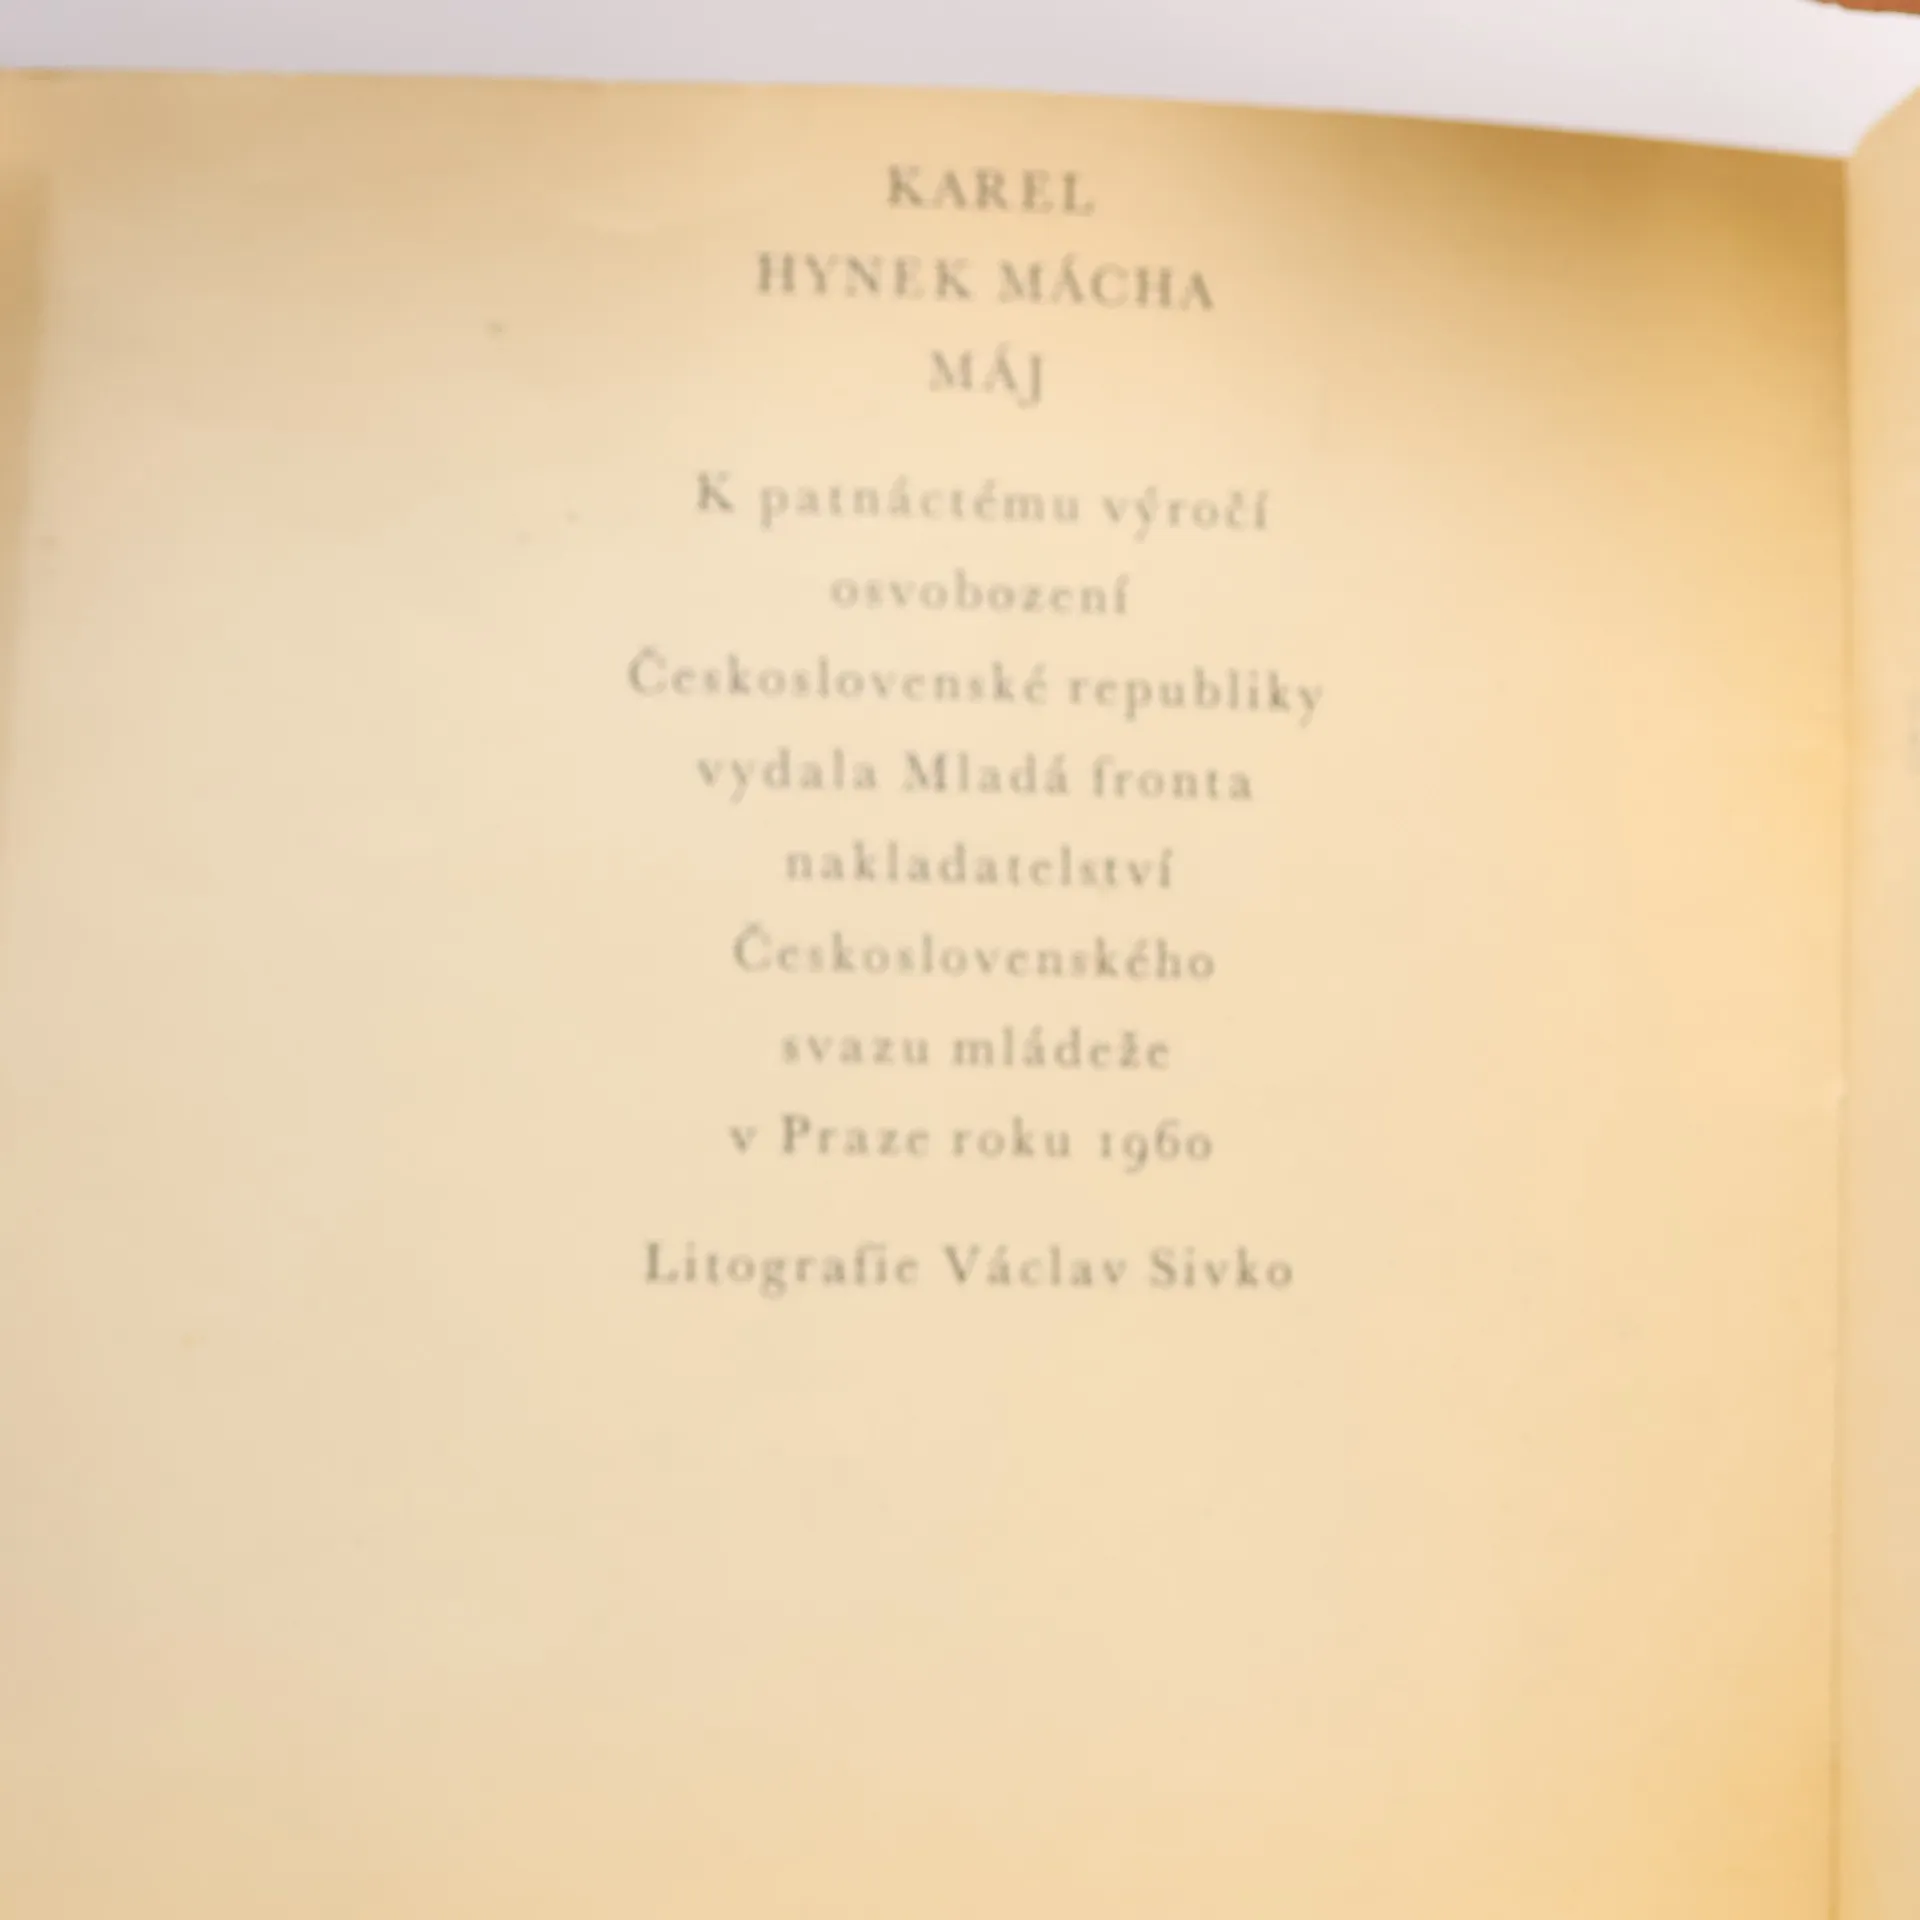 KAREL
HYNEK MÁCHA
MÁJ
K patnáctému výročí
osvobození
Československé republiky
vydala Mladá fronta
nakladatelství
Československého
svazu mládeže
v Praze roku 1960
Litografie Václav Sivko